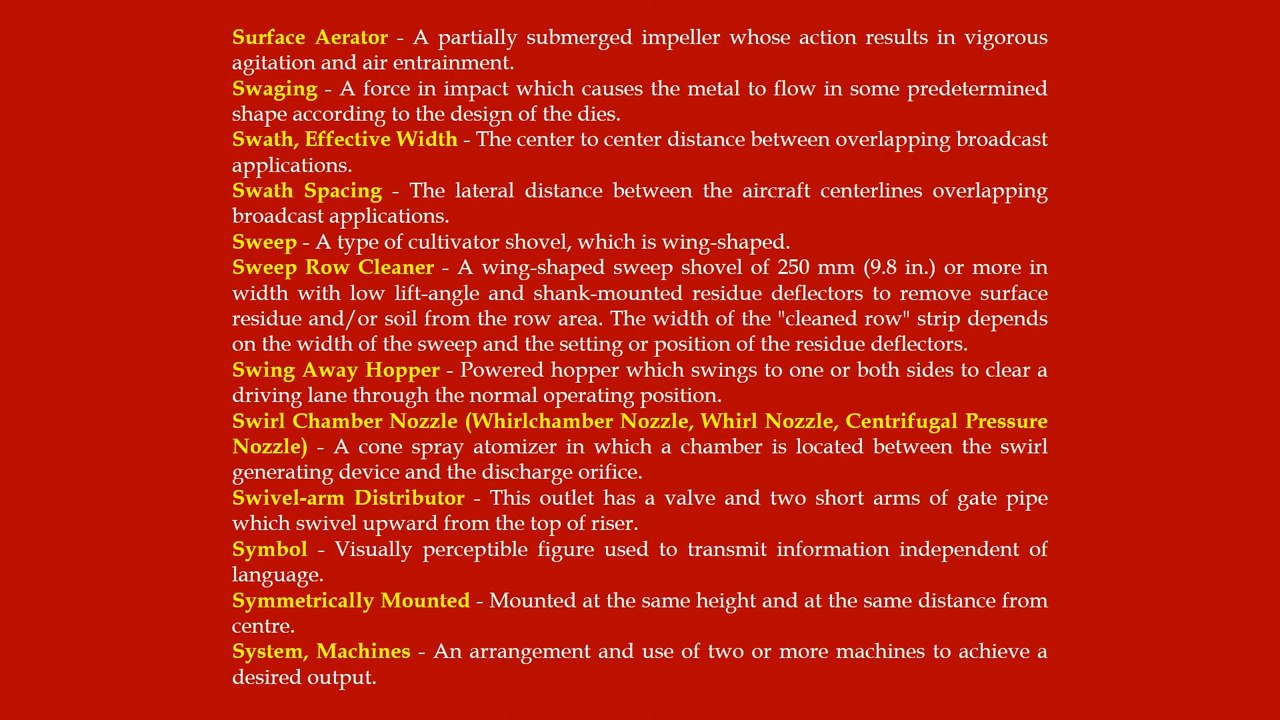 Surface Aerator - A partially submerged impeller whose action results in vigorous
agitation and air entrainment.
Swaging - A force in impact which causes the metal to flow in some predetermined
shape according to the design of the dies.
Swath, Effective Width - The center to center distance between overlapping broadcast
applications.
Swath Spacing - The lateral distance between the aircraft centerlines overlapping
broadcast applications.
Sweep - A type of cultivator shovel, which is wing-shaped.
Sweep Row Cleaner - A wing-shaped sweep shovel of 250 mm (9.8 in.) or more in
width with low lift-angle and shank-mounted residue deflectors to remove surface
residue and/or soil from the row area. The width of the "cleaned row" strip depends
on the width of the sweep and the setting or position of the residue deflectors.
Swing Away Hopper - Powered hopper which swings to one or both sides to clear a
driving lane through the normal operating position.
Swirl Chamber Nozzle (Whirlchamber Nozzle, Whirl Nozzle, Centrifugal Pressure
Nozzle) - A cone spray atomizer in which a chamber is located between the swirl
generating device and the discharge orifice.
Swivel-arm Distributor - This outlet has a valve and two short arms of gate pipe
which swivel upward from the top of riser.
Symbol - Visually perceptible figure used to transmit information independent of
language.
Symmetrically Mounted - Mounted at the same height and at the same distance from
centre.
System, Machines - An arrangement and use of two or more machines to achieve a
desired output.